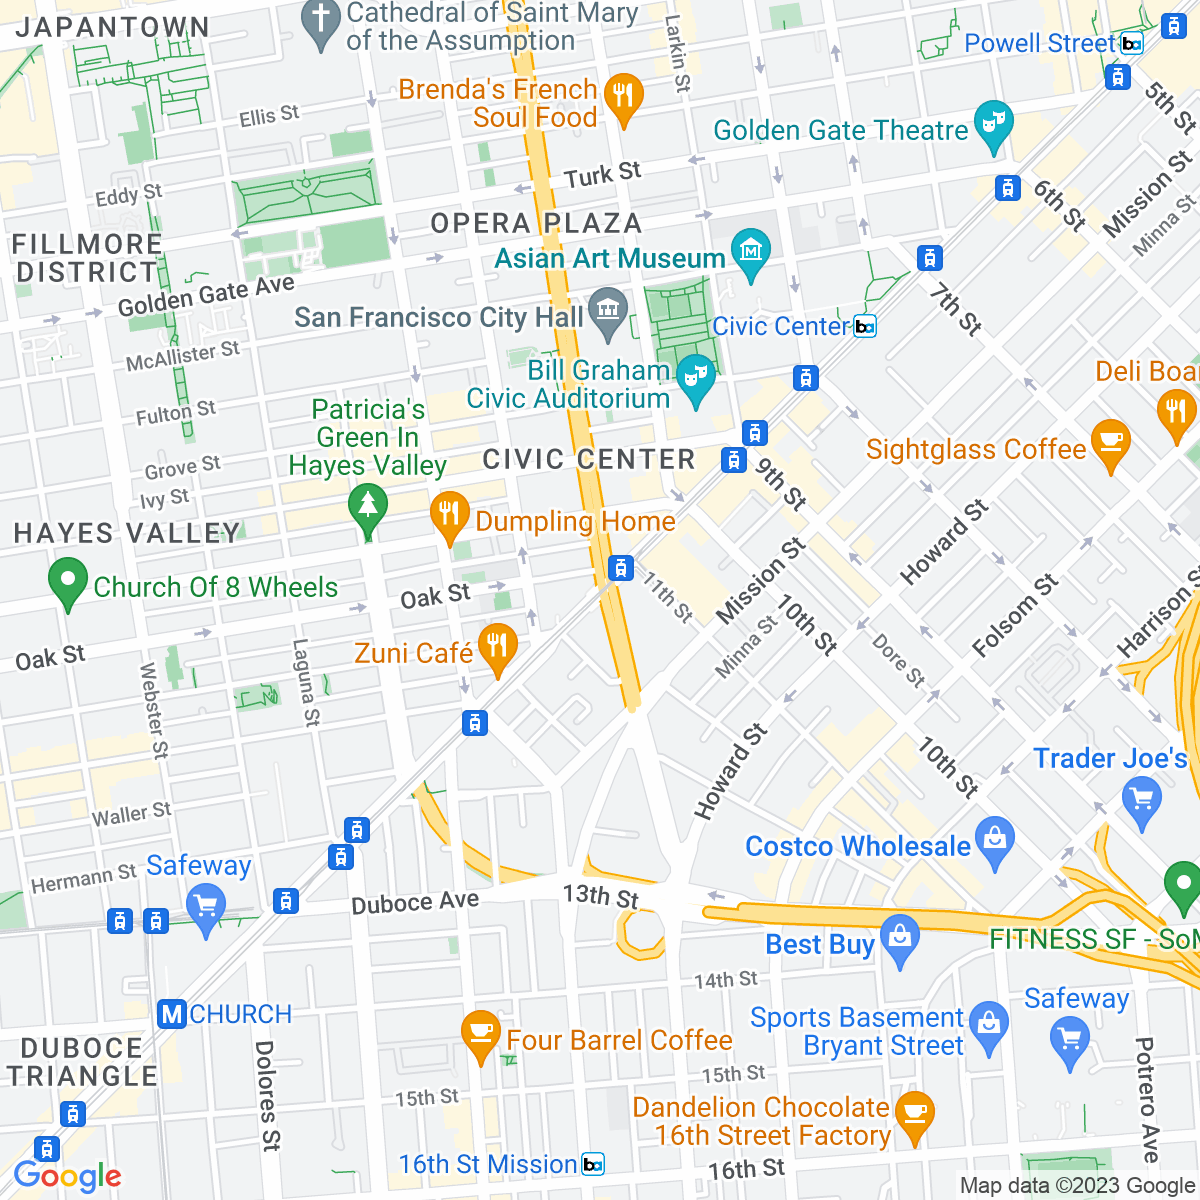 JAPANTOWN
Cathedral of Saint Mary
of the Assumption
Larkin St
Powell Street
5th St
Brenda's French
Soul Food
Ellis St
Golden Gate Theatre
Mission St
Turk St
Eddy St
6th St
Minna St
OPERA PLAZA
FILLMORE
DISTRICT
Asian Art Museum
Golden Gate Ave
San Francisco City Hall
7th St
Civic Center
McAllister St
Bill Graham
Civic Auditorium
Deli Boar
Fulton St
Patricia's
Green In
Hayes Valley
Sightglass Coffee
Grove St
CIVIC CENTER
9th St
Ivy St
HAYES VALLEY
Dumpling Home
Howard St
Church Of 8 Wheels
Oak St
11th St
Mission St
10th St
Folsom St
Harrison St
Zuni Café
Minna St
Dore St
Oak St
Laguna St
Webster St
Howard St
10th St
Trader Joe's
Waller St
Costco Wholesale
Hermann St
Safeway
Duboce Ave
13th St
Best Buy
FITNESS SF - SoM
14th St
Safeway
M CHURCH
Sports Basement
Bryant Street
Four Barrel Coffee
DUBOCE
TRIANGLE
Dolores St
Potrero Ave
15th St
15th St
Dandelion Chocolate
16th Street Factory
16th St Mission
16th St
Google
Map data ©2023 Google